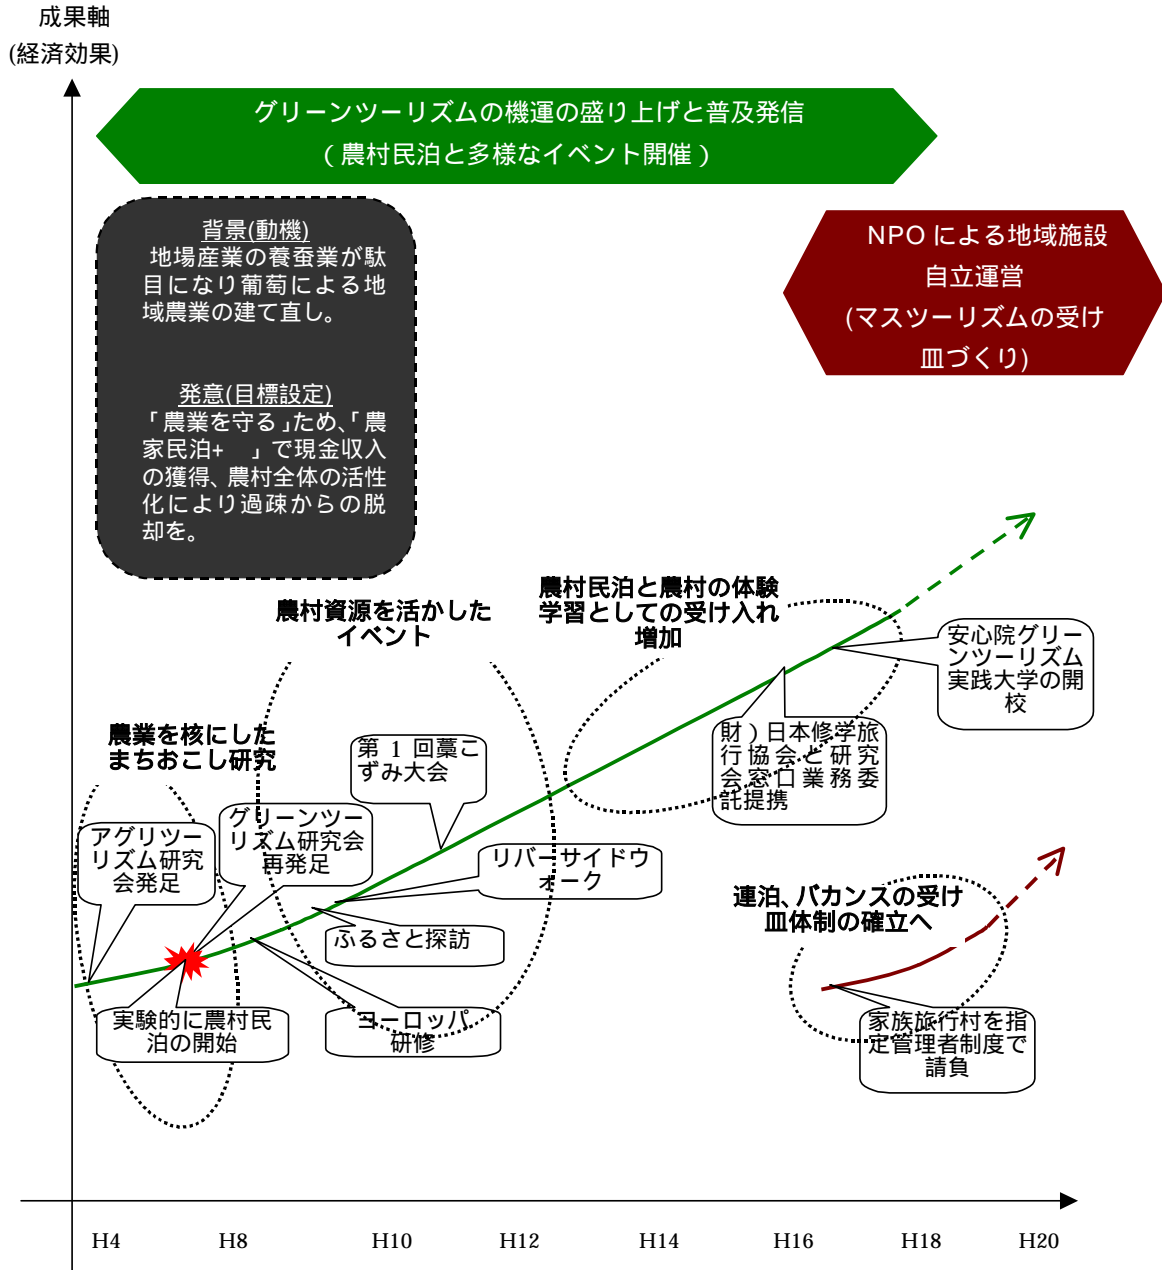 成果軸
(経済効果)
グリーンツーリズムの機運の盛り上げと普及発信
(農村民泊と多様なイベント開催)
背景(動機)
地場産業の養蚕業が駄
目になり葡萄による地
域農業の建て直し。
発意(目標設定)
「農業を守る」ため、「農
家民泊+　」で現金収入
の獲得、農村全体の活性
化により過疎からの脱
却を。
NPO による地域施設
自立運営
(マスツーリズムの受け
皿づくり)
農村資源を活かした
イベント
農村民泊と農村の体験
学習としての受け入れ
増加
安心院グリー
ンツーリズム
実践大学の開
校
農業を核にした
まちおこし研究
第 1 回藁こ
ずみ大会
財)日本修学旅
行協会と研究
会窓口業務委
託提携
アグリツー
リズム研究
会発足
グリーンツー
リズム研究会
再発足
リバーサイドウ
ォーク
ふるさと探訪
連泊、バカンスの受け
皿体制の確立へ
実験的に農村民
泊の開始
ヨーロッパ
研修
家族旅行村を指
定管理者制度で
請負
H4
H8
H10
H12
H14
H16
H18
H20